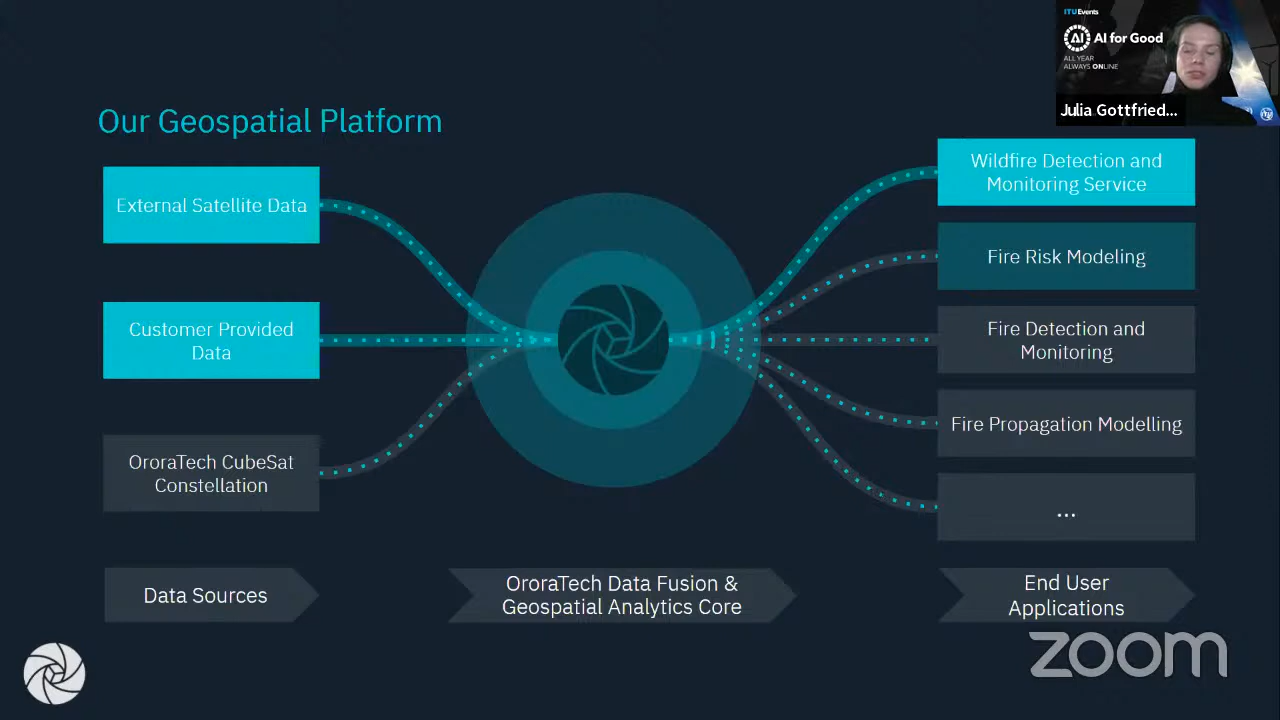 ITUEvents
AI
AI for Good
ALL YEAR
ALWAYS ONLINE
Julia Gottfried...
Our Geospatial Platform
External Satellite Data
Customer Provided
Data
OroraTech CubeSat
Constellation
Wildfire Detection and
Monitoring Service
Fire Risk Modeling
Fire Detection and
Monitoring
Fire Propagation Modelling
...
Data Sources
OroraTech Data Fusion &
Geospatial Analytics Core
End User
Applications
zoom